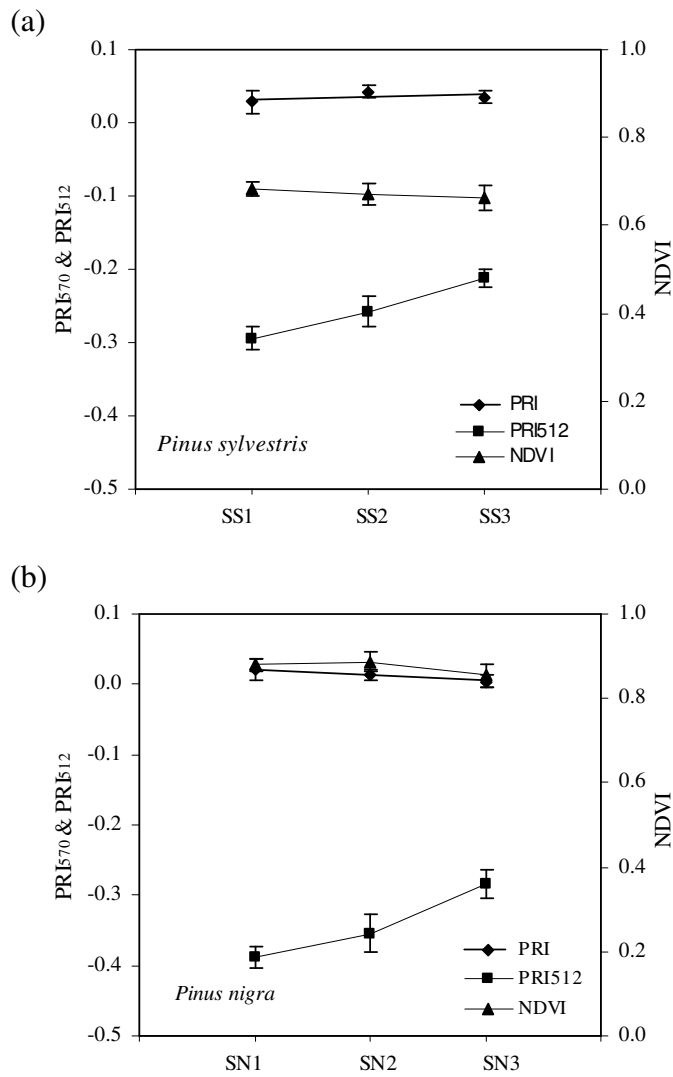 (a)
0.1
0.0
-0.1
-0.2
-0.3
-0.4
-0.5
PRI570 & PRI512
1.0
0.8
0.6
0.4
0.2
0.0
NDVI
PRI
PRI512
NDVI
Pinus sylvestris
SS1 SS2 SS3
(b)
0.1
0.0
-0.1
-0.2
-0.3
-0.4
-0.5
PRI570 & PRI512
1.0
0.8
0.6
0.4
0.2
0.0
NDVI
PRI
PRI512
NDVI
Pinus nigra
SN1 SN2 SN3